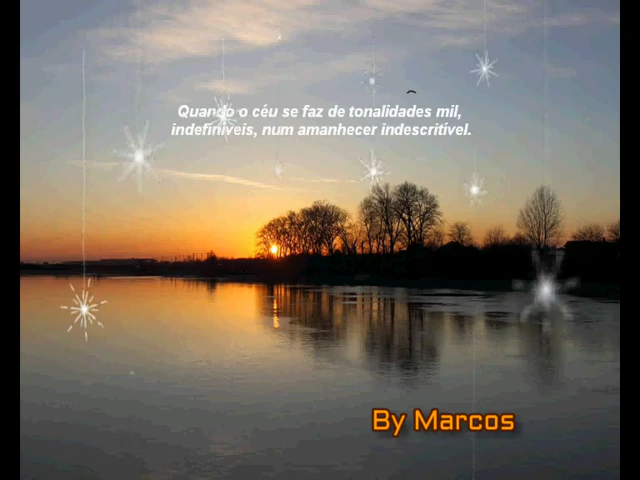 Quando o céu se faz de tonalidades mil,
indefiníveis, num amanhecer indescritível.
By Marcos